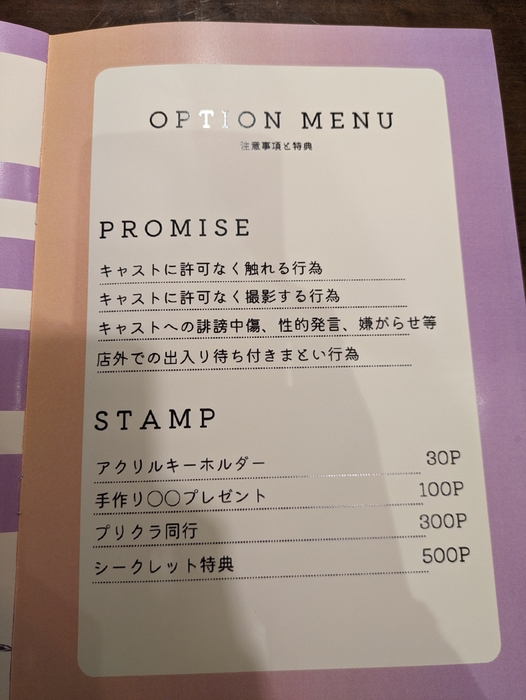 OPTION MENU
注意事項と特典
PROMISE
キャストに許可なく触れる行為
キャストに許可なく撮影する行為
キャストへの誹謗中傷、性的発言、嫌がらせ等
店外での出入り待ち付きまとい行為
STAMP
アクリルキーホルダー 30P
手作り〇〇プレゼント 100P
プリクラ同行 300P
シークレット特典 500P